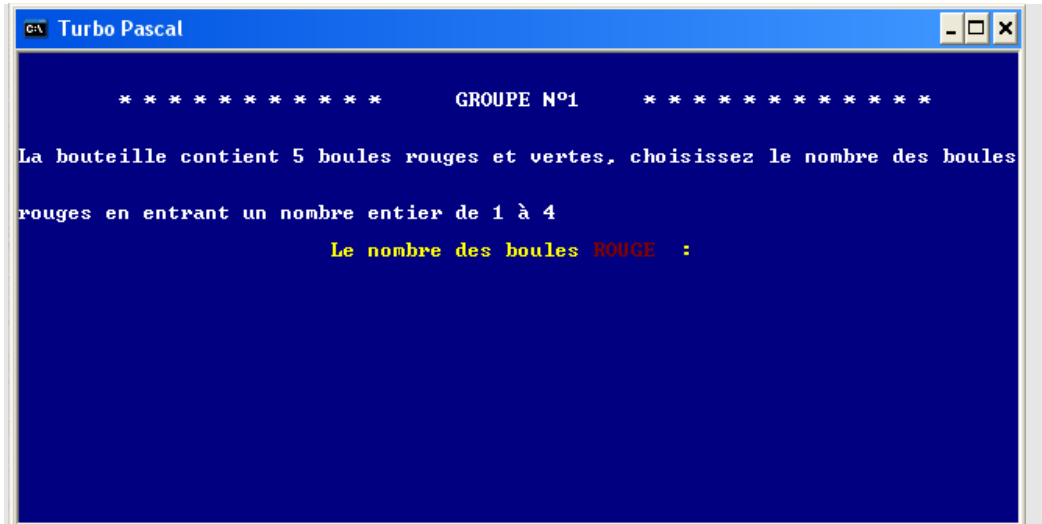 C:\ Turbo Pascal
* * * * * * * * * * * GROUPE Nº1 * * * * * * * * * * * *
La bouteille contient 5 boules rouges et vertes, choisissez le nombre des boules
rouges en entrant un nombre entier de 1 à 4
Le nombre des boules ROUGE :